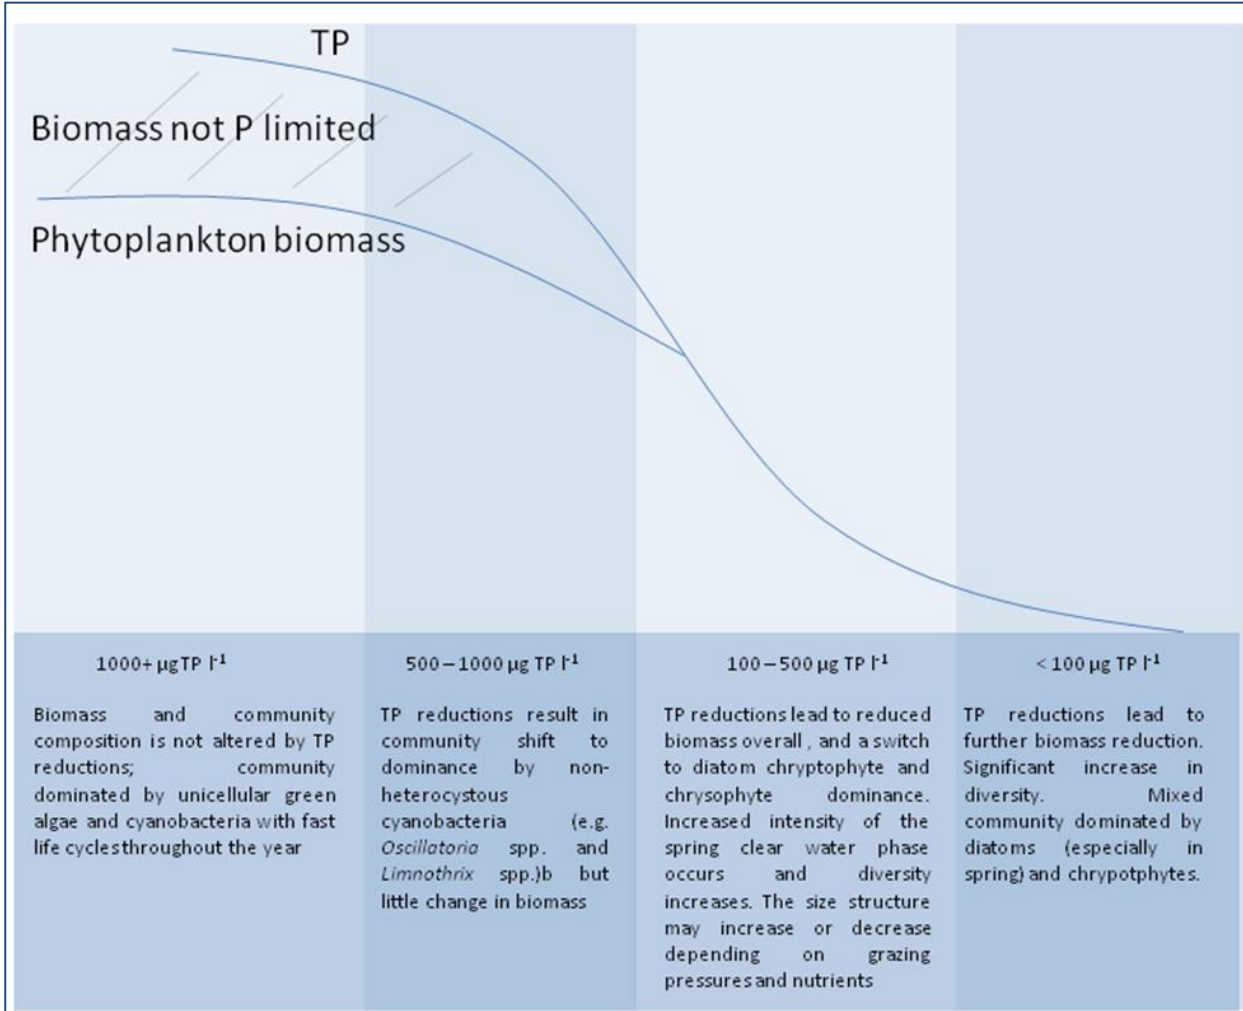 TP
Biomass not P limited
Phytoplankton biomass
1000+ µg TP l⁻¹
Biomass and community
composition is not altered by TP
reductions; community
dominated by unicellular green
algae and cyanobacteria with fast
life cycles throughout the year
500 – 1000 µg TP l⁻¹
TP reductions result in
community shift to
dominance by non-
heterocystous
cyanobacteria (e.g.
Oscillatoria spp. and
Limnothrix spp.)b but
little change in biomass
100 – 500 µg TP l⁻¹
TP reductions lead to reduced
biomass overall , and a switch
to diatom chryptophyte and
chrysophyte dominance.
Increased intensity of the
spring clear water phase
occurs and diversity
increases. The size structure
may increase or decrease
depending on grazing
pressures and nutrients
< 100 µg TP l⁻¹
TP reductions lead to
further biomass reduction.
Significant increase in
diversity. Mixed
community dominated by
diatoms (especially in
spring) and chrypotphytes.